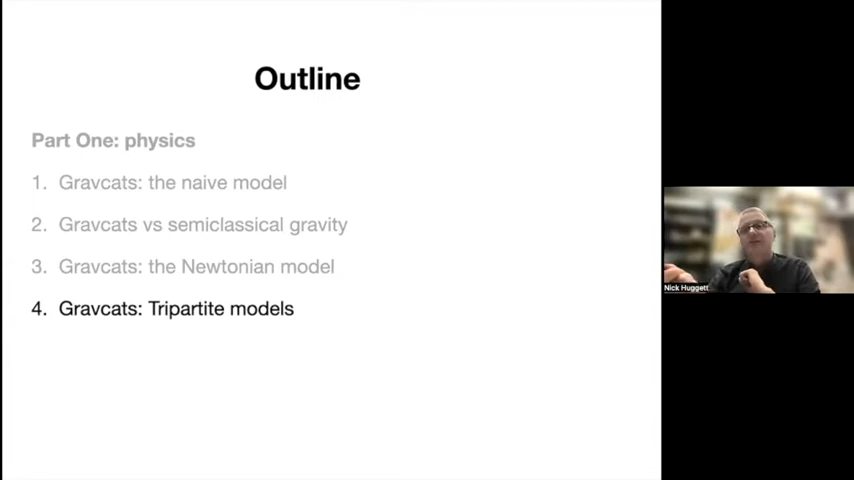 Outline
Part One: physics
1. Gravcats: the naive model
2. Gravcats vs semiclassical gravity
3. Gravcats: the Newtonian model
4. Gravcats: Tripartite models
Nick Huggett